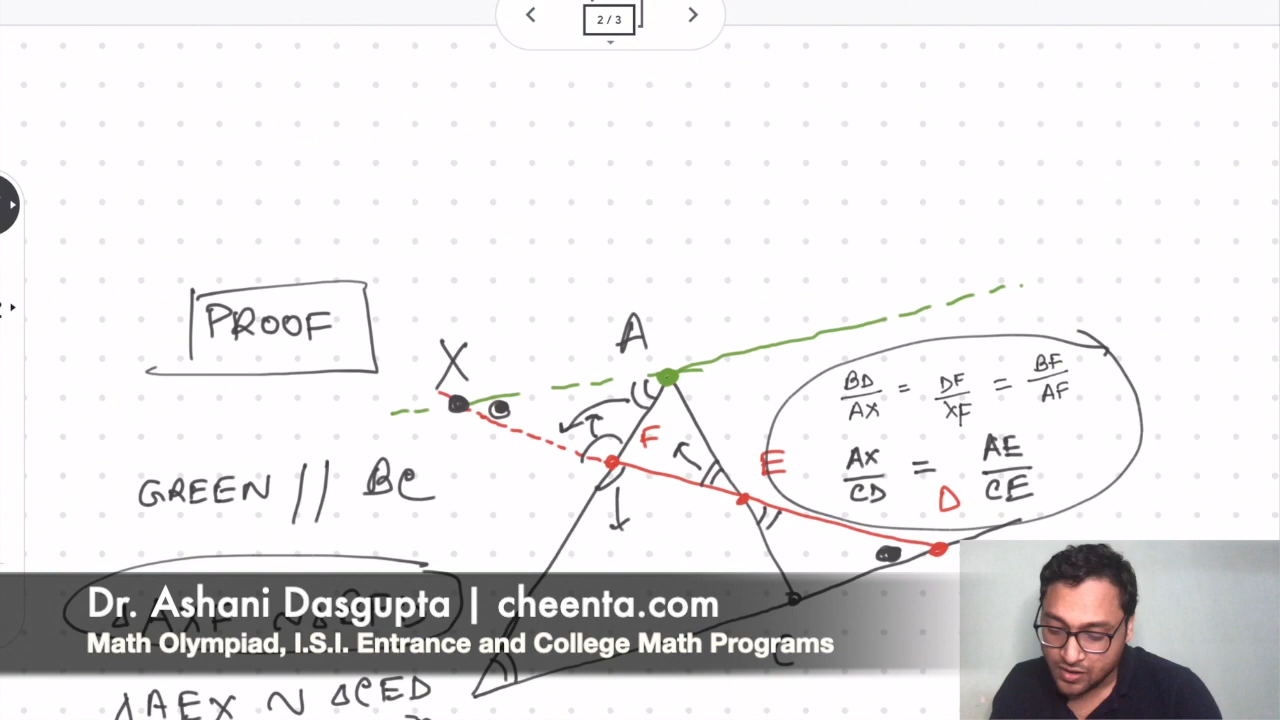 2 / 3
PROOF
X
A
F
E
D
BD/AX = DF/XF = BF/AF
AX/CD = AE/CE
GREEN // BC
Dr. Ashani Dasgupta | cheenta.com
Math Olympiad, I.S.I. Entrance and College Math Programs
C
ΔAEX ~ ΔCED